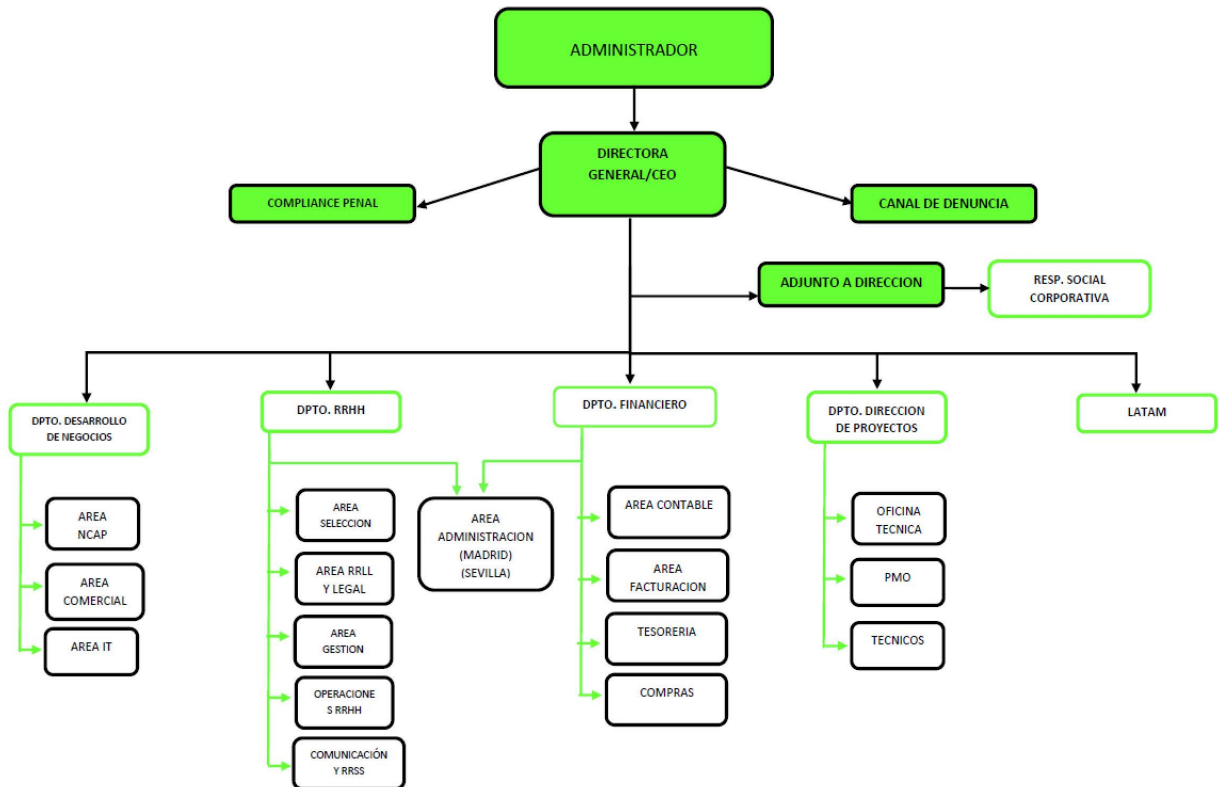 ADMINISTRADOR
DIRECTORA
GENERAL/CEO
COMPLIANCE PENAL
CANAL DE DENUNCIA
ADJUNTO A DIRECCION
RESP. SOCIAL
CORPORATIVA
DPTO. DESARROLLO
DE NEGOCIOS
AREA
NCAP
AREA
COMERCIAL
AREA IT
DPTO. RRHH
AREA
SELECCION
AREA RRLL
Y LEGAL
AREA
GESTION
OPERACIONE
S RRHH
COMUNICACIÓN
Y RRSS
AREA
ADMINISTRACION
(MADRID)
(SEVILLA)
DPTO. FINANCIERO
AREA CONTABLE
AREA
FACTURACION
TESORERIA
COMPRAS
DPTO. DIRECCION
DE PROYECTOS
OFICINA
TECNICA
PMO
TECNICOS
LATAM